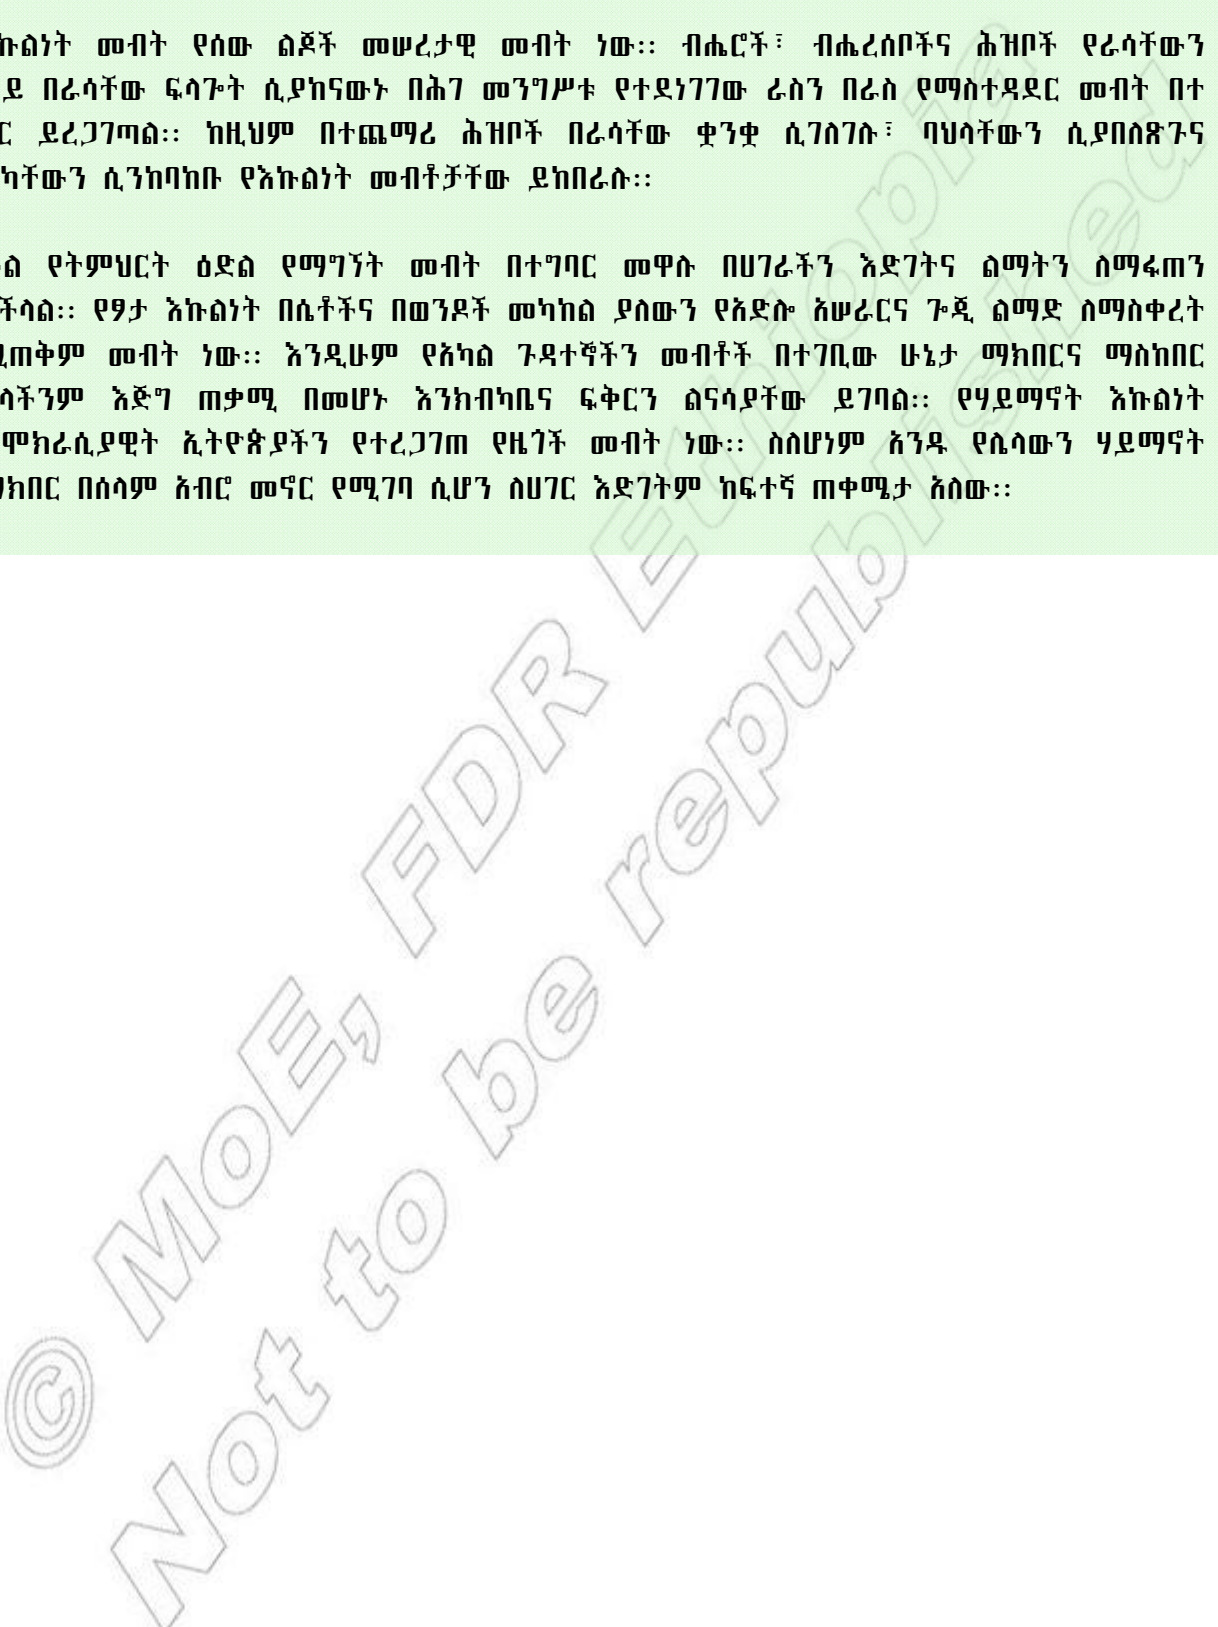 ኩልነት መብት የሰው ልጆች መሠረታዊ መብት ነው:: ብሔሮች፣ ብሔረሰቦችና ሕዝቦች የራሳቸውን
ይ በራሳቸው ፍላጐት ሲያከናውኑ በሕገ መንግሥቱ የተደነገገው ራስን በራስ የማስተዳደር መብት በተ
ር ይረጋገጣል:: ከዚህም በተጨማሪ ሕዝቦች በራሳቸው ቋንቋ ሲገለገሉ፣ ባህላቸውን ሲያበለጽጉና
ካቸውን ሲንከባከቡ የእኩልነት መብቶቻቸው ይከበራሉ::
ል የትምህርት ዕድል የማግኘት መብት በተግባር መዋሉ በሀገራችን እድገትና ልማትን ለማፋጠን
ችላል:: የፆታ እኩልነት በሴቶችና በወንዶች መካከል ያለውን የአድሎ አሠራርና ጐጂ ልማድ ለማስቀረት
ሚጠቅም መብት ነው:: እንዲሁም የአካል ጉዳተኞችን መብቶች በተገቢው ሁኔታ ማክበርና ማስከበር
ላችንም እጅግ ጠቃሚ በመሆኑ እንክብካቤና ፍቅርን ልናሳያቸው ይገባል:: የሃይማኖት እኩልነት
ሞክራሲያዊት ኢትዮጵያችን የተረጋገጠ የዜጎች መብት ነው:: ስለሆነም አንዱ የሌላውን ሃይማኖት
ማክበር በሰላም አብሮ መኖር የሚገባ ሲሆን ለሀገር እድገትም ከፍተኛ ጠቀሜታ አለው::
© MoE, FDR Ethiopia
Not to be republished